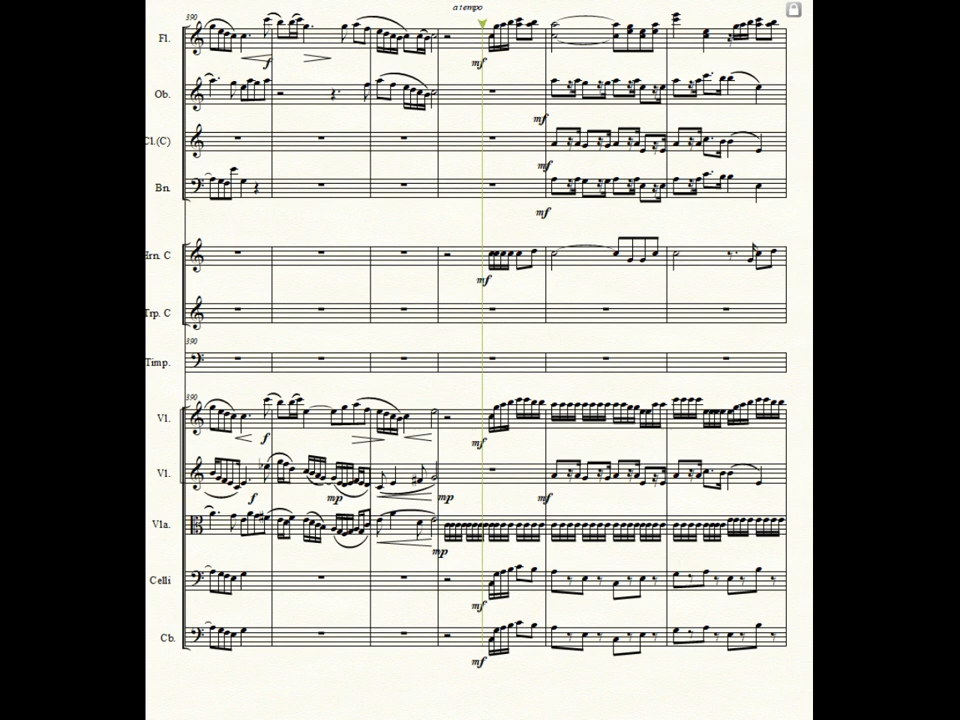 a tempo
390
Fl.
f
mf
Ob.
mf
Cl.(C)
mf
Bn.
mf
Hrn. C
mf
Trp. C
390
Timp.
390
Vl.
f
mf
Vl.
f
mp
mp
mf
Vla.
mp
Celli
mf
Cb.
mf